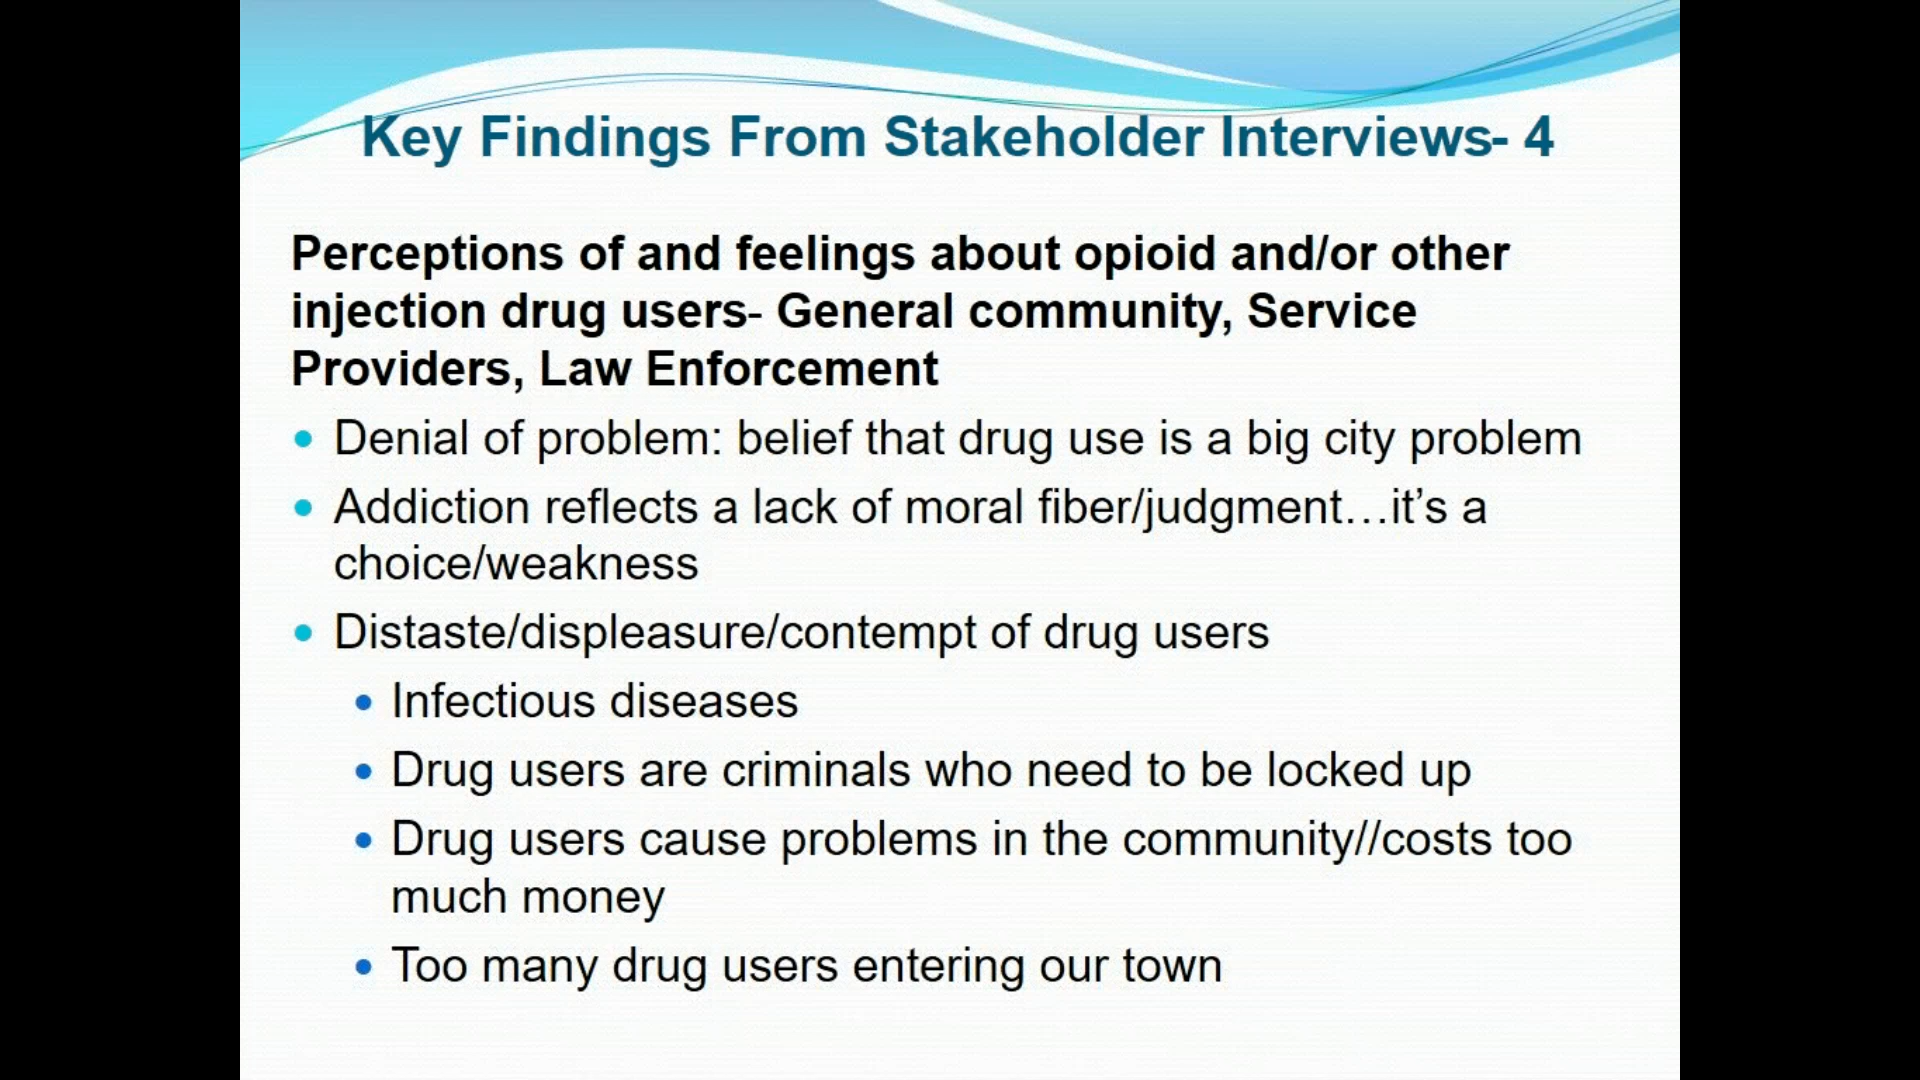 Key Findings From Stakeholder Interviews- 4
Perceptions of and feelings about opioid and/or other
injection drug users- General community, Service
Providers, Law Enforcement
• Denial of problem: belief that drug use is a big city problem
• Addiction reflects a lack of moral fiber/judgment…it’s a
choice/weakness
• Distaste/displeasure/contempt of drug users
• Infectious diseases
• Drug users are criminals who need to be locked up
• Drug users cause problems in the community//costs too
much money
• Too many drug users entering our town